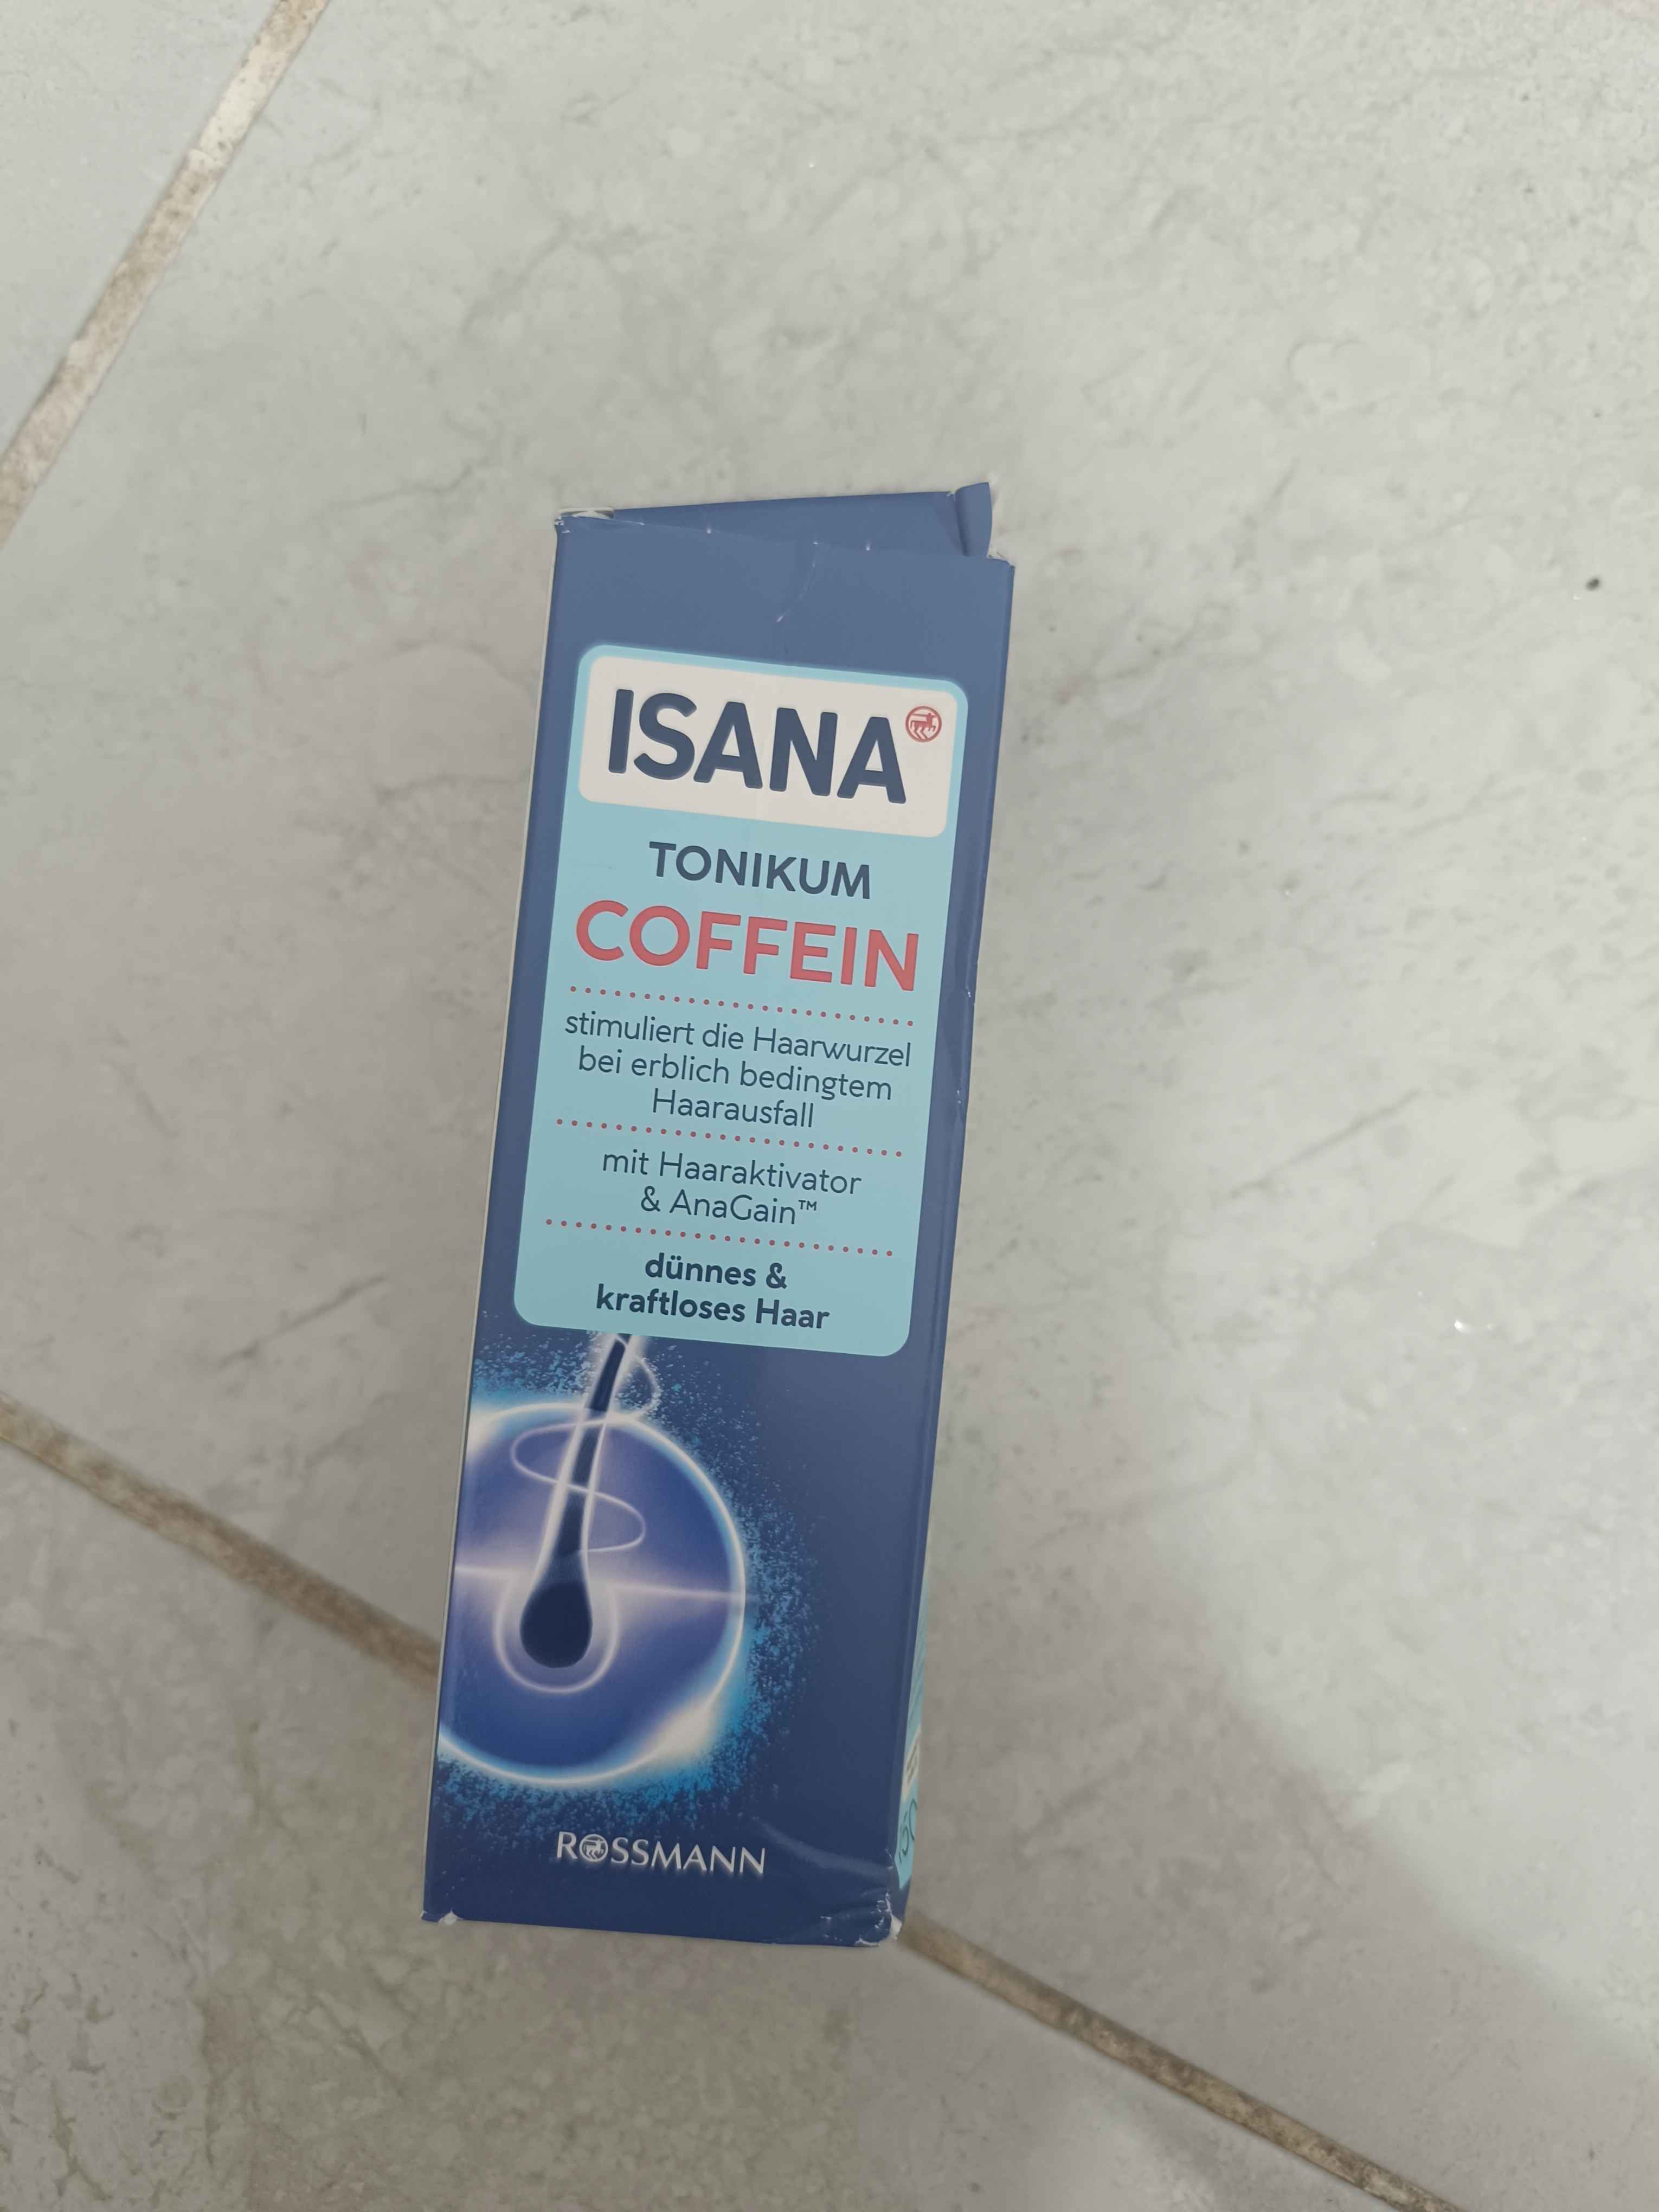 ISANA
TONIKUM
COFFEIN
stimuliert die Haarwurzel
bei erblich bedingtem
Haarausfall
mit Haaraktivator
& AnaGain™
dünnes &
kraftloses Haar
ROSSMANN